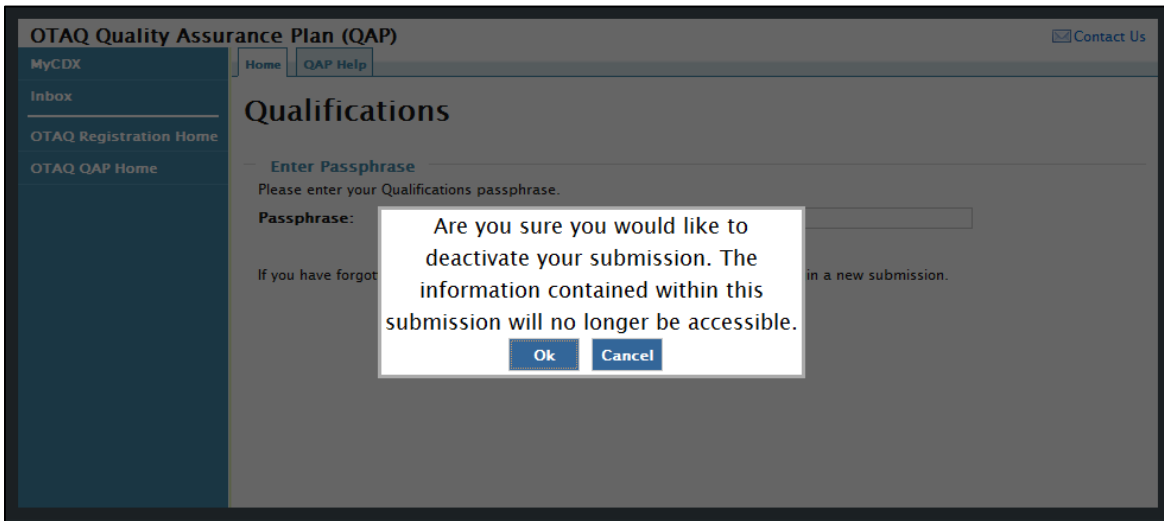 OTAQ Quality Assurance Plan (QAP)
Contact Us
MyCDX
Inbox
OTAQ Registration Home
OTAQ QAP Home
Home
QAP Help
Qualifications
Enter Passphrase
Please enter your Qualifications passphrase.
Passphrase:
If you have
in a new submission.
Are you sure you would like to
deactivate your submission. The
information contained within this
submission will no longer be accessible.
Ok
Cancel